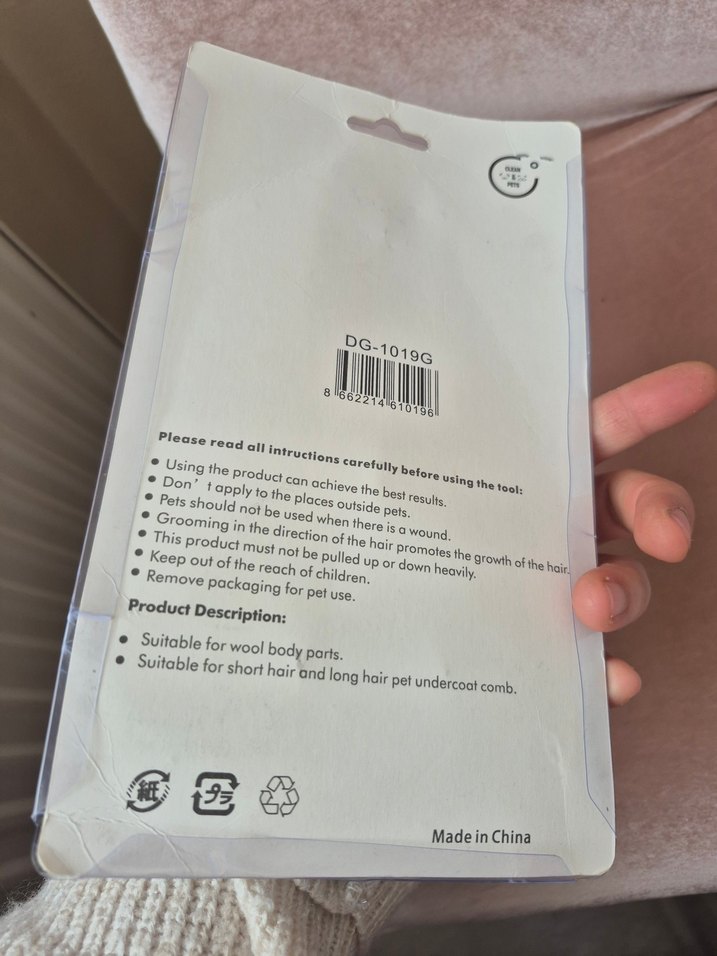 CLEAN
&
PETS
DG-1019G
8 662214 610196
Please read all intructions carefully before using the tool:
• Using the product can achieve the best results.
• Don’t apply to the places outside pets.
• Pets should not be used when there is a wound.
• Grooming in the direction of the hair promotes the growth of the hair.
• This product must not be pulled up or down heavily.
• Keep out of the reach of children.
• Remove packaging for pet use.
Product Description:
• Suitable for wool body parts.
• Suitable for short hair and long hair pet undercoat comb.
紙
プラ
Made in China